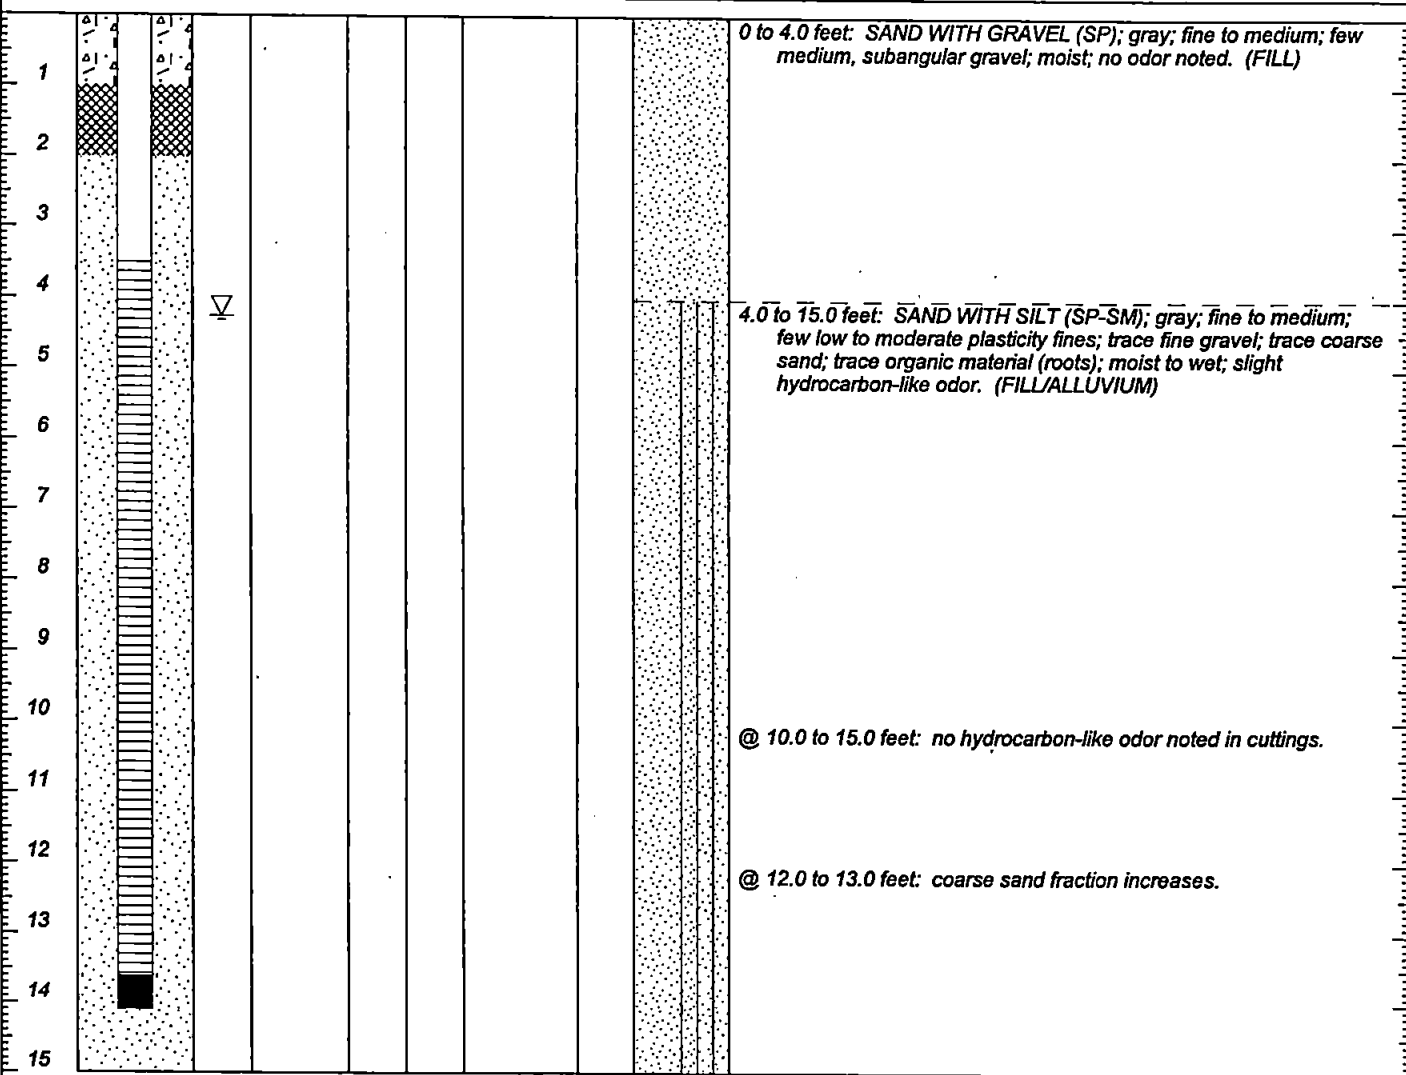 0 to 4.0 feet: SAND WITH GRAVEL (SP); gray; fine to medium; few
medium, subangular gravel; moist; no odor noted. (FILL)
1
2
3
4
4.0 to 15.0 feet: SAND WITH SILT (SP-SM); gray; fine to medium;
few low to moderate plasticity fines; trace fine gravel; trace coarse
sand; trace organic material (roots); moist to wet; slight
hydrocarbon-like odor. (FILL/ALLUVIUM)
5
6
7
8
9
10
@ 10.0 to 15.0 feet: no hydrocarbon-like odor noted in cuttings.
11
12
@ 12.0 to 13.0 feet: coarse sand fraction increases.
13
14
15